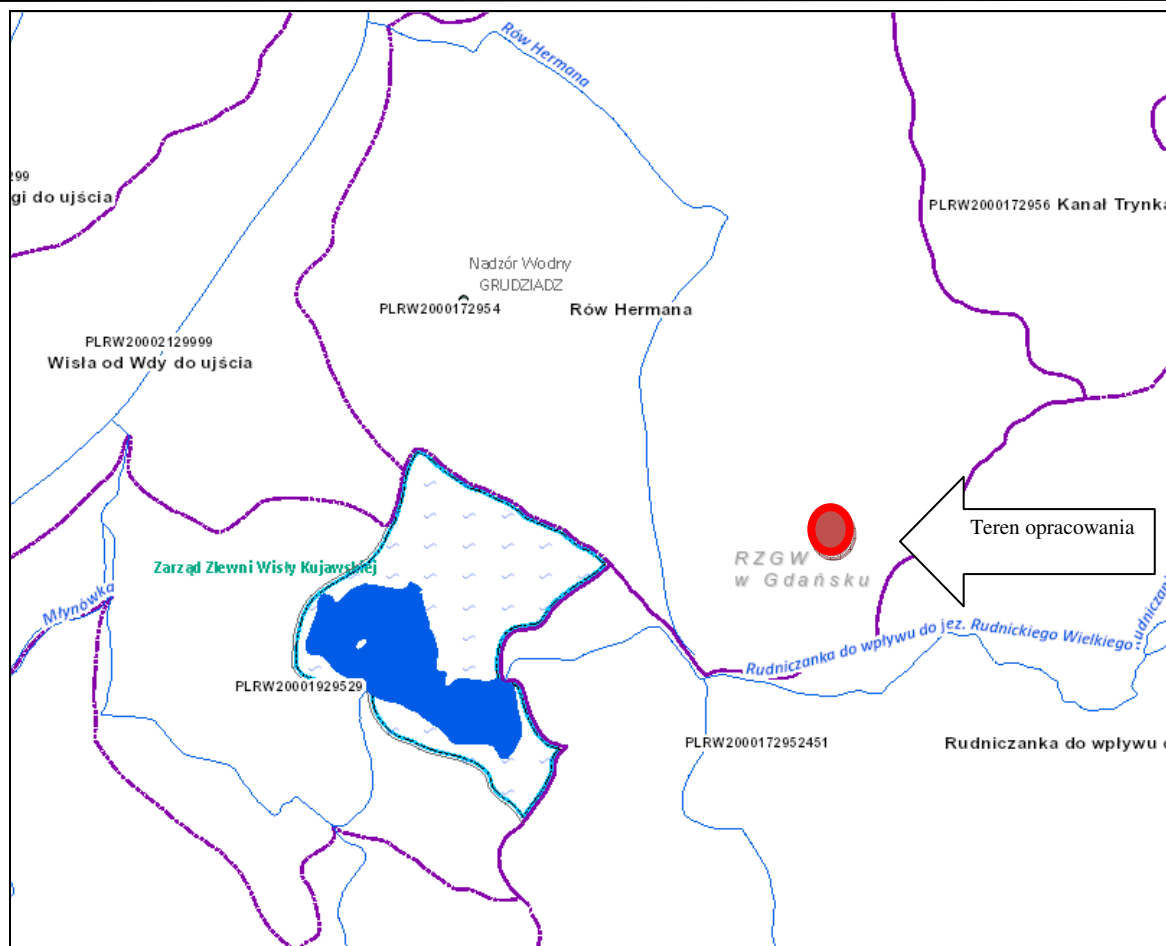 Rów Hermana
299
gi do ujścia
PLRW2000172956 Kanał Trynka
Nadzór Wodny
GRUDZIADZ
PLRW2000172954
Rów Hermana
PLRW20002129999
Wisła od Wdy do ujścia
Teren opracowania
RZGW
w Gdańsku
Zarząd Zlewni Wisły Kujawskiej
Młynówka
Rudniczanka do wpływu do jez. Rudnickiego Wielkiego
udniczan
PLRW20001929529
PLRW2000172952451
Rudniczanka do wpływu d